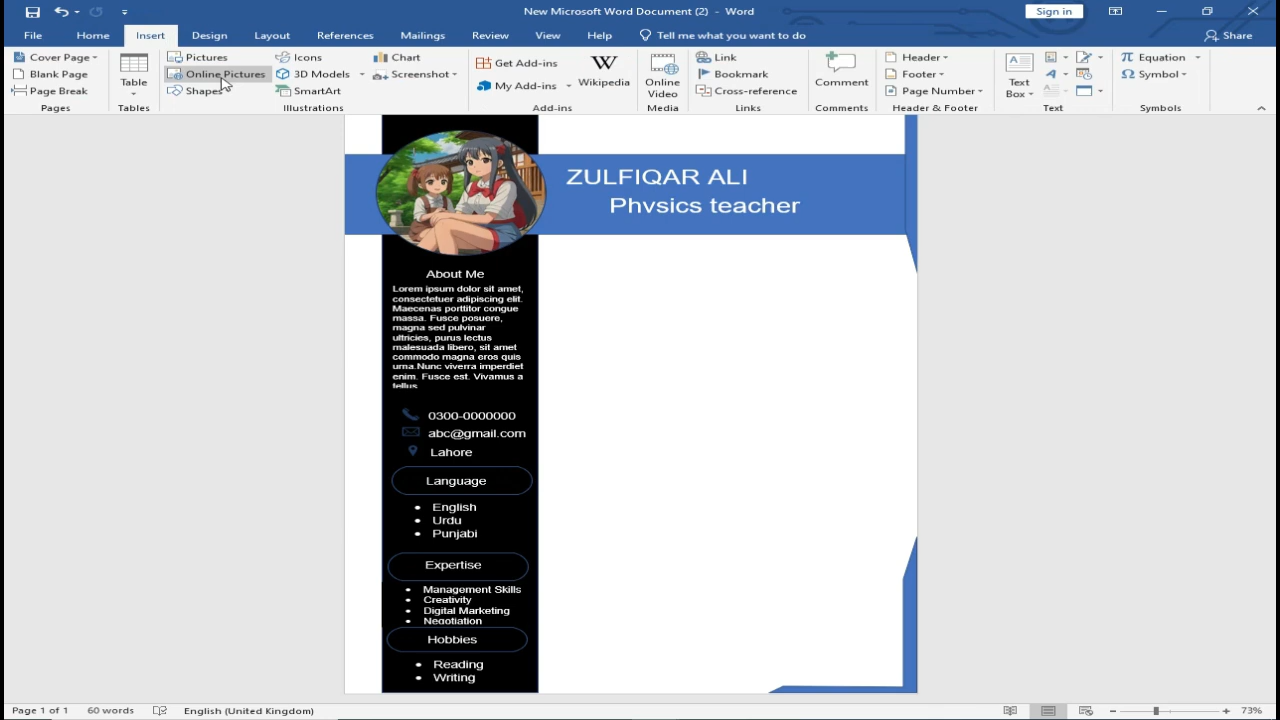 New Microsoft Word Document (2) - Word
Sign in
File Home Insert Design Layout References Mailings Review View Help Tell me what you want to do Share
Cover Page
Blank Page
Page Break
Pages
Table
Tables
Pictures
Online Pictures
Shapes
Icons
3D Models
SmartArt
Chart
Screenshot
Illustrations
Get Add-ins
My Add-ins
W
Wikipedia
Add-ins
Online
Video
Media
Link
Bookmark
Cross-reference
Links
Comment
Comments
Header
Footer
Page Number
Header & Footer
Text
Box
Text
Equation
Symbol
Symbols
ZULFIQAR ALI
Phvsics teacher
About Me
Lorem ipsum dolor sit amet,
consectetuer adipiscing elit.
Maecenas porttitor congue
massa. Fusce posuere,
magna sed pulvinar
ultricies, purus lectus
malesuada libero, sit amet
commodo magna eros quis
urna.Nunc viverra imperdiet
enim. Fusce est. Vivamus a
tellus
0300-0000000
abc@gmail.com
Lahore
Language
• English
• Urdu
• Punjabi
Expertise
• Management Skills
• Creativity
• Digital Marketing
• Negotiation
Hobbies
• Reading
• Writing
Page 1 of 1 60 words English (United Kingdom) 73%